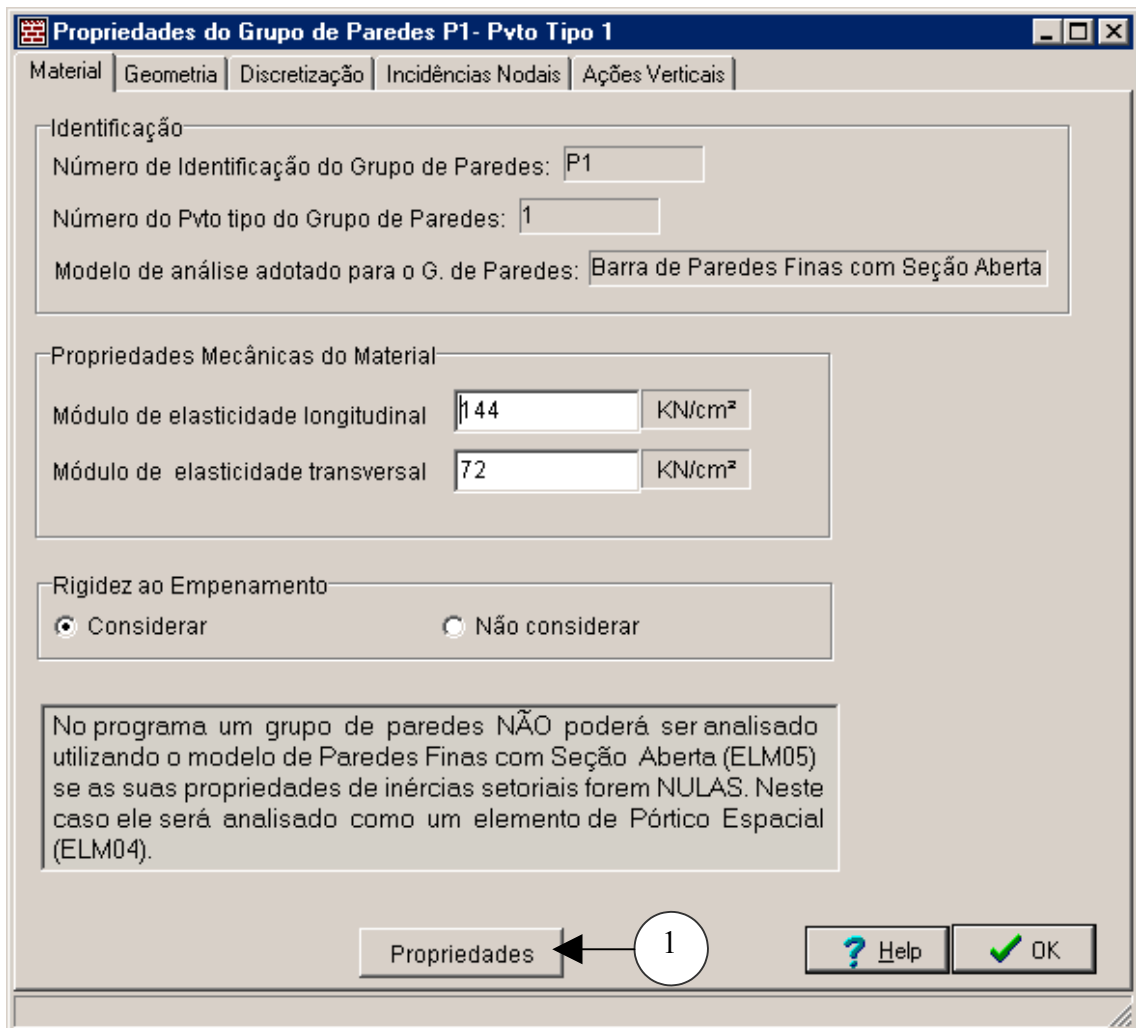 Propriedades do Grupo de Paredes P1- Pvto Tipo 1
Material
Geometria
Discretização
Incidências Nodais
Ações Verticais
Identificação
Número de Identificação do Grupo de Paredes: P1
Número do Pvto tipo do Grupo de Paredes: 1
Modelo de análise adotado para o G. de Paredes: Barra de Paredes Finas com Seção Aberta
Propriedades Mecânicas do Material
Módulo de elasticidade longitudinal 144 KN/cm²
Módulo de elasticidade transversal 72 KN/cm²
Rigidez ao Empenamento
Considerar
Não considerar
No programa um grupo de paredes NÃO poderá ser analisado
utilizando o modelo de Paredes Finas com Seção Aberta (ELM05)
se as suas propriedades de inércias setoriais forem NULAS. Neste
caso ele será analisado como um elemento de Pórtico Espacial
(ELM04).
Propriedades
1
? Help
OK